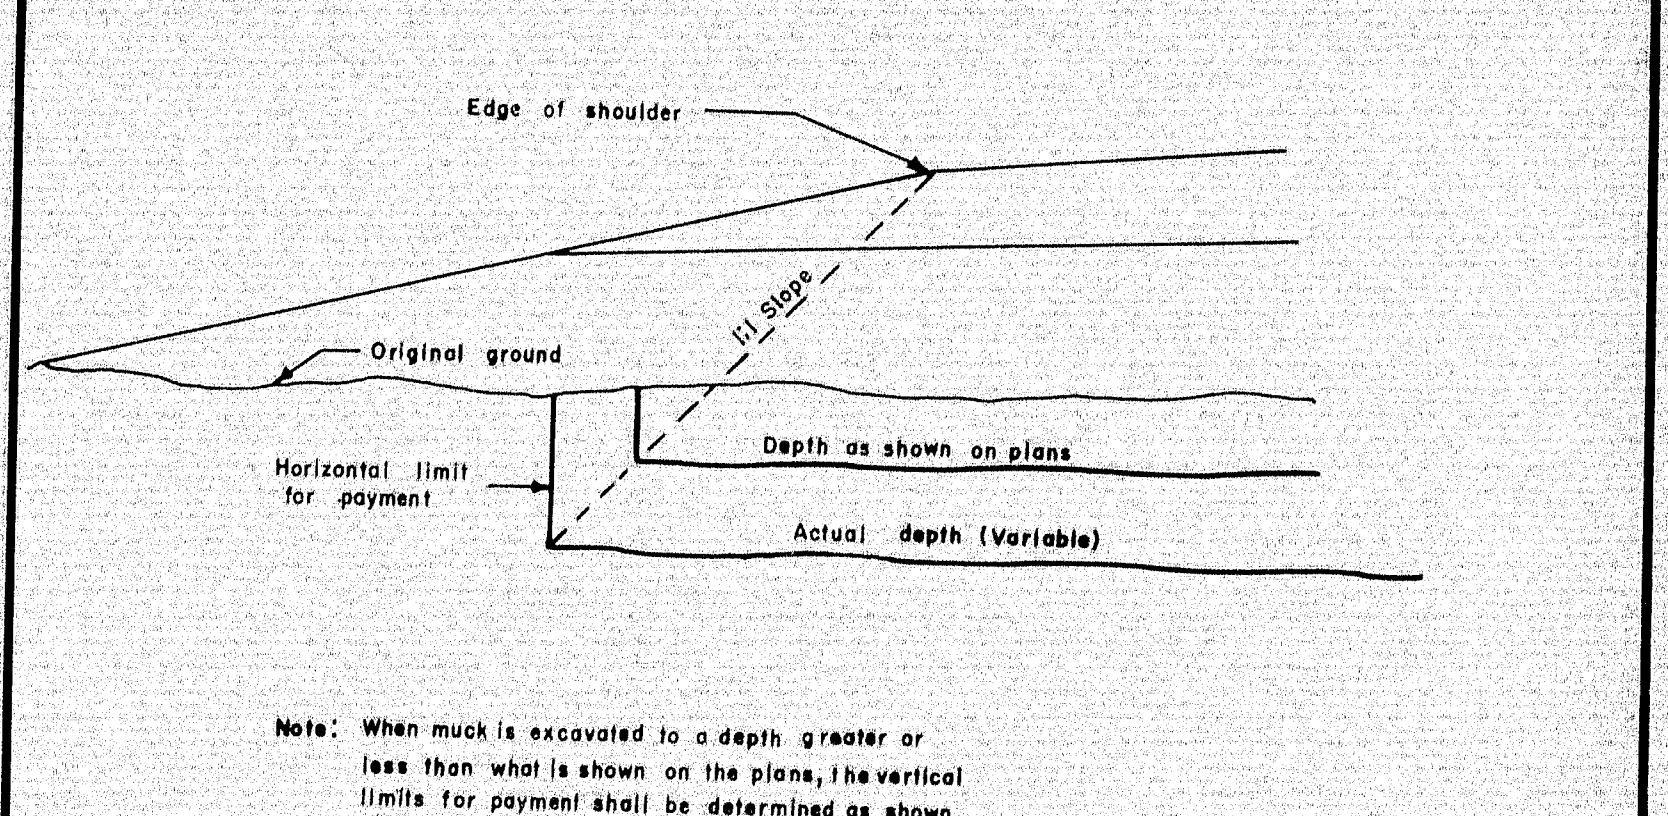 Edge of shoulder
1:1 Slope
Original ground
Depth as shown on plans
Horizontal limit
for payment
Actual depth (Variable)
Note: When muck is excavated to a depth greater or
less than what is shown on the plans, the vertical
limits for payment shall be determined as shown